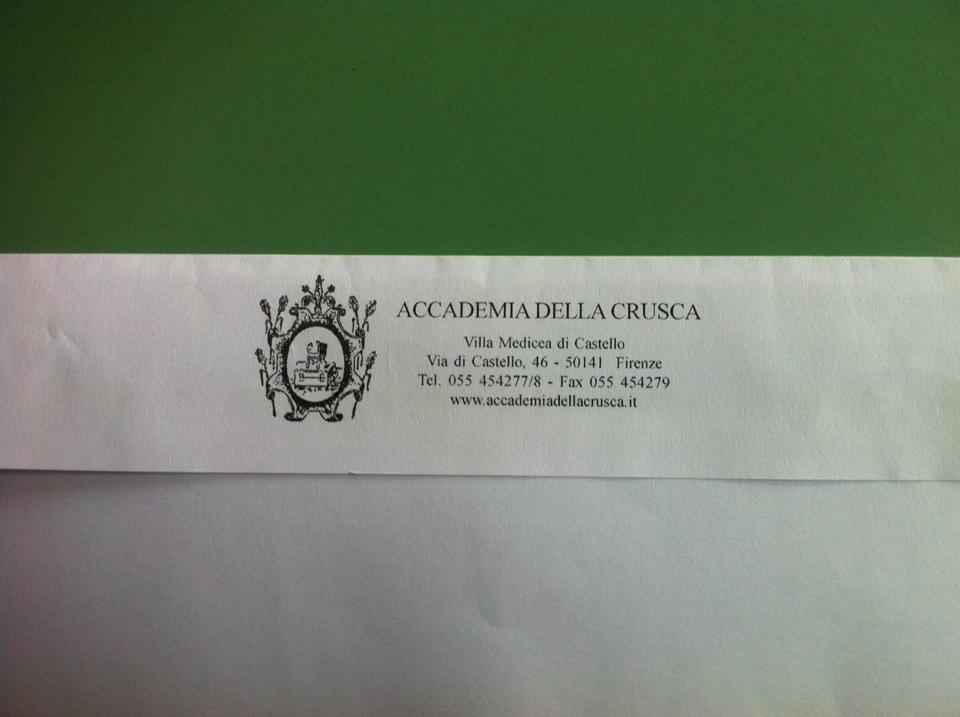 ACCADEMIA DELLA CRUSCA
Villa Medicea di Castello
Via di Castello, 46 - 50141 Firenze
Tel. 055 454277/8 - Fax 055 454279
www.accademiadellacrusca.it